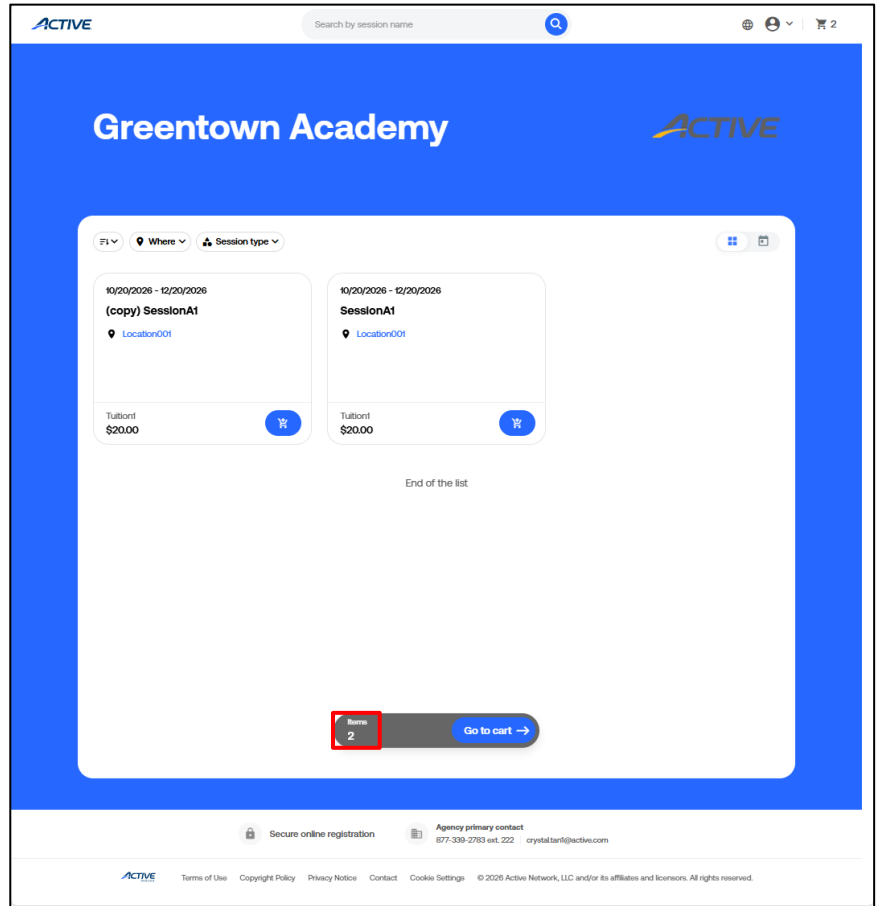 ACTIVE
Search by session name
2
Greentown Academy
ACTIVE
Where
Session type
10/20/2026 - 12/20/2026
(copy) SessionA1
Location001
Tuition1
$20.00
10/20/2026 - 12/20/2026
SessionA1
Location001
Tuition1
$20.00
End of the list
Items
2
Go to cart →
Secure online registration
Agency primary contact
877-339-2783 ext. 222 | crystal.tan1@active.com
ACTIVE
Terms of Use Copyright Policy Privacy Notice Contact Cookie Settings © 2026 Active Network, LLC and/or its affiliates and licensors. All rights reserved.